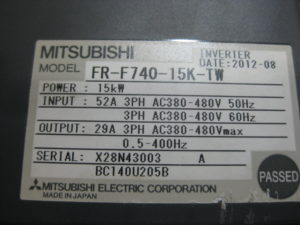 MITSUBISHI INVERTER
DATE:2012-08
MODEL FR-F740-15K-TW
POWER : 15kW
INPUT : 52A 3PH AC380-480V 50Hz
3PH AC380-480V 60Hz
OUTPUT: 29A 3PH AC380-480Vmax
0.5-400Hz
SERIAL: X28N43003 A
BC140U205B
PASSED
MITSUBISHI ELECTRIC CORPORATION
MADE IN JAPAN